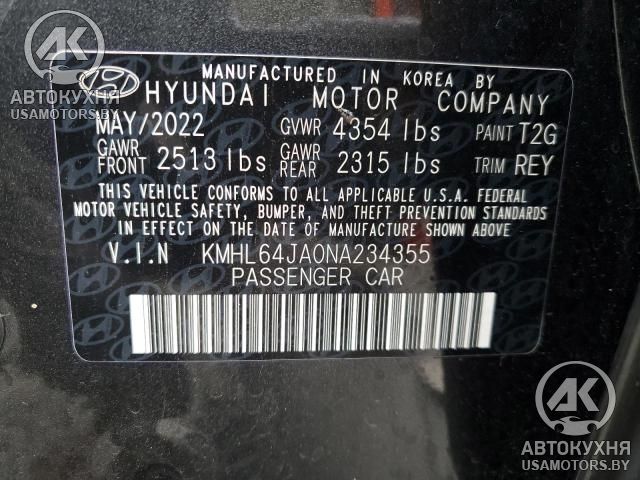 АВТОКУХНЯ
USAMOTORS.BY
MANUFACTURED IN KOREA BY
HYUNDAI MOTOR COMPANY
MAY/2022 GVWR 4354 lbs PAINT T2G
GAWR FRONT 2513 lbs GAWR REAR 2315 lbs TRIM REY
THIS VEHICLE CONFORMS TO ALL APPLICABLE U.S.A. FEDERAL
MOTOR VEHICLE SAFETY, BUMPER, AND THEFT PREVENTION STANDARDS
IN EFFECT ON THE DATE OF MANUFACTURE SHOWN ABOVE
V.I.N KMHL64JA0NA234355
PASSENGER CAR
АВТОКУХНЯ
USAMOTORS.BY